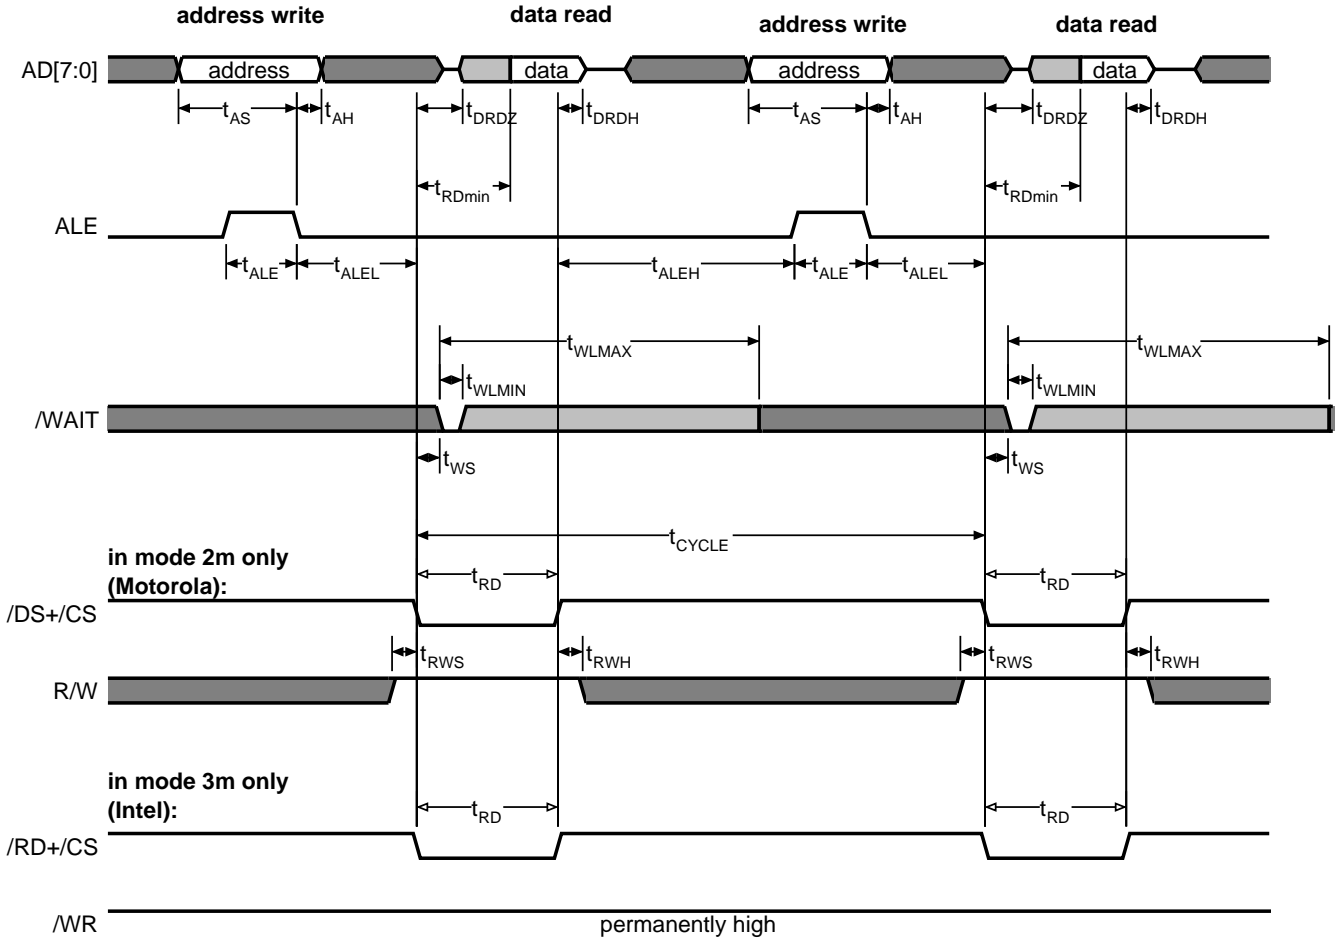 address write data read address write data read
AD[7:0] address data address data
tAS tAH tDRDZ tDRDH tAS tAH tDRDZ tDRDH
tRDmin tRDmin
ALE
tALE tALEL tALEH tALE tALEL
tWLMAX tWLMAX
tWLMIN tWLMIN
/WAIT
tWS tWS
tCYCLE
in mode 2m only
(Motorola): tRD tRD
/DS+/CS
tRWS tRWH tRWS tRWH
R/W
in mode 3m only
(Intel): tRD tRD
/RD+/CS
/WR permanently high